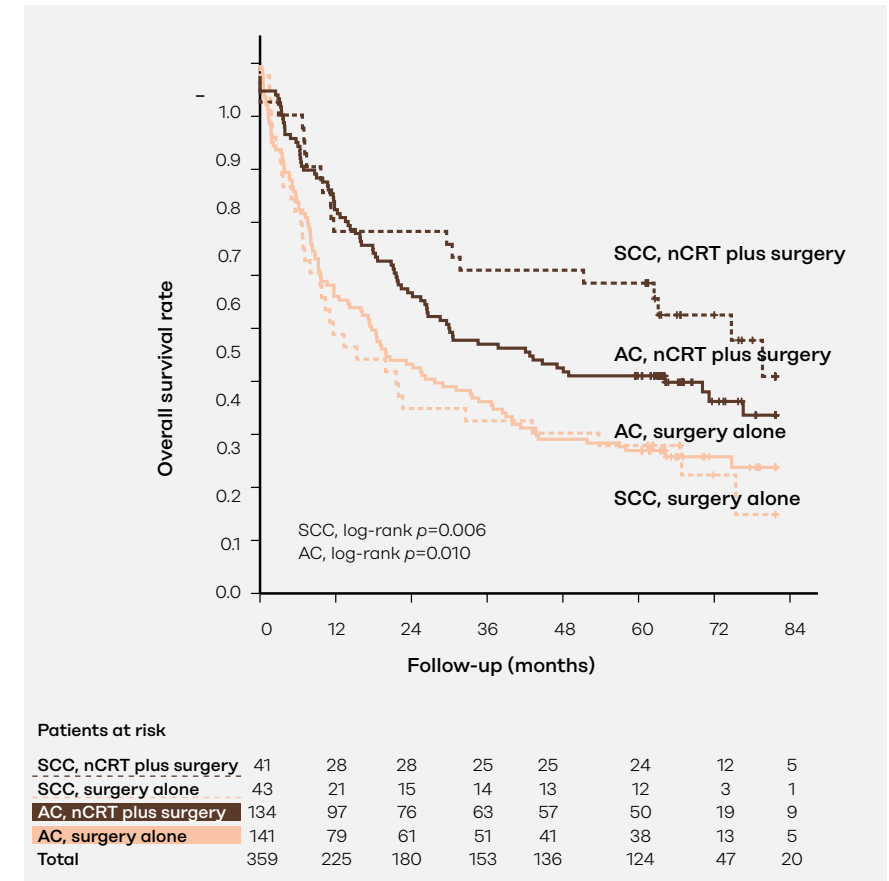 –
1.0
0.9
0.8
0.7
0.6
0.5
0.4
0.3
0.2
0.1
0.0
Overall survival rate
SCC, nCRT plus surgery
AC, nCRT plus surgery
AC, surgery alone
SCC, surgery alone
SCC, log-rank p=0.006
AC, log-rank p=0.010
0 12 24 36 48 60 72 84
Follow-up (months)
Patients at risk
SCC, nCRT plus surgery 41 28 28 25 25 24 12 5
SCC, surgery alone 43 21 15 14 13 12 3 1
AC, nCRT plus surgery 134 97 76 63 57 50 19 9
AC, surgery alone 141 79 61 51 41 38 13 5
Total 359 225 180 153 136 124 47 20